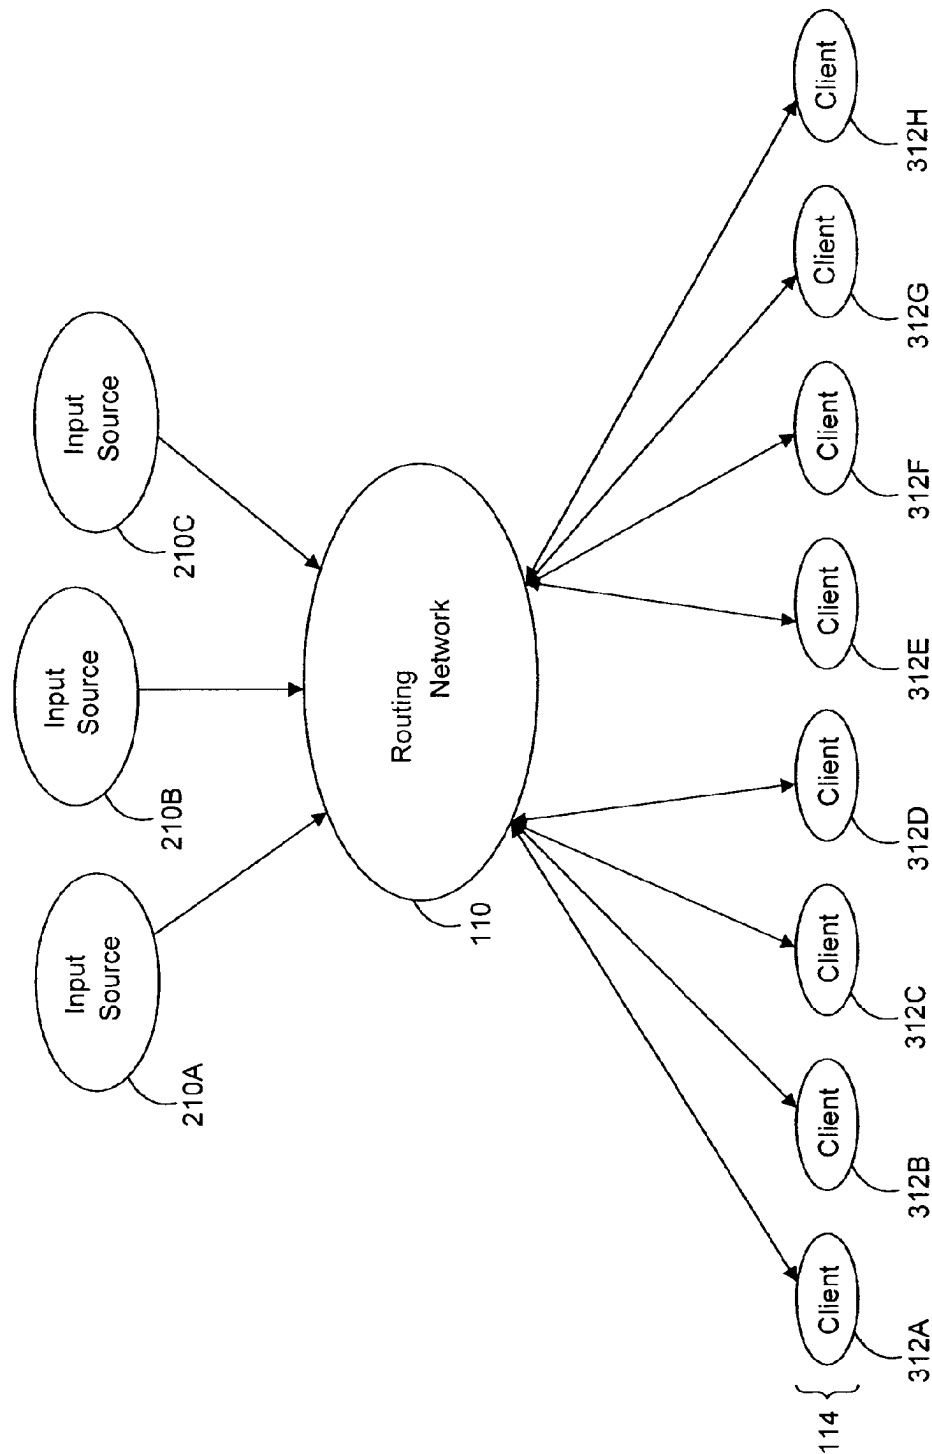 Input
Source
210A
Input
Source
210B
Input
Source
210C
Routing
Network
110
114
Client
312A
Client
312B
Client
312C
Client
312D
Client
312E
Client
312F
Client
312G
Client
312H